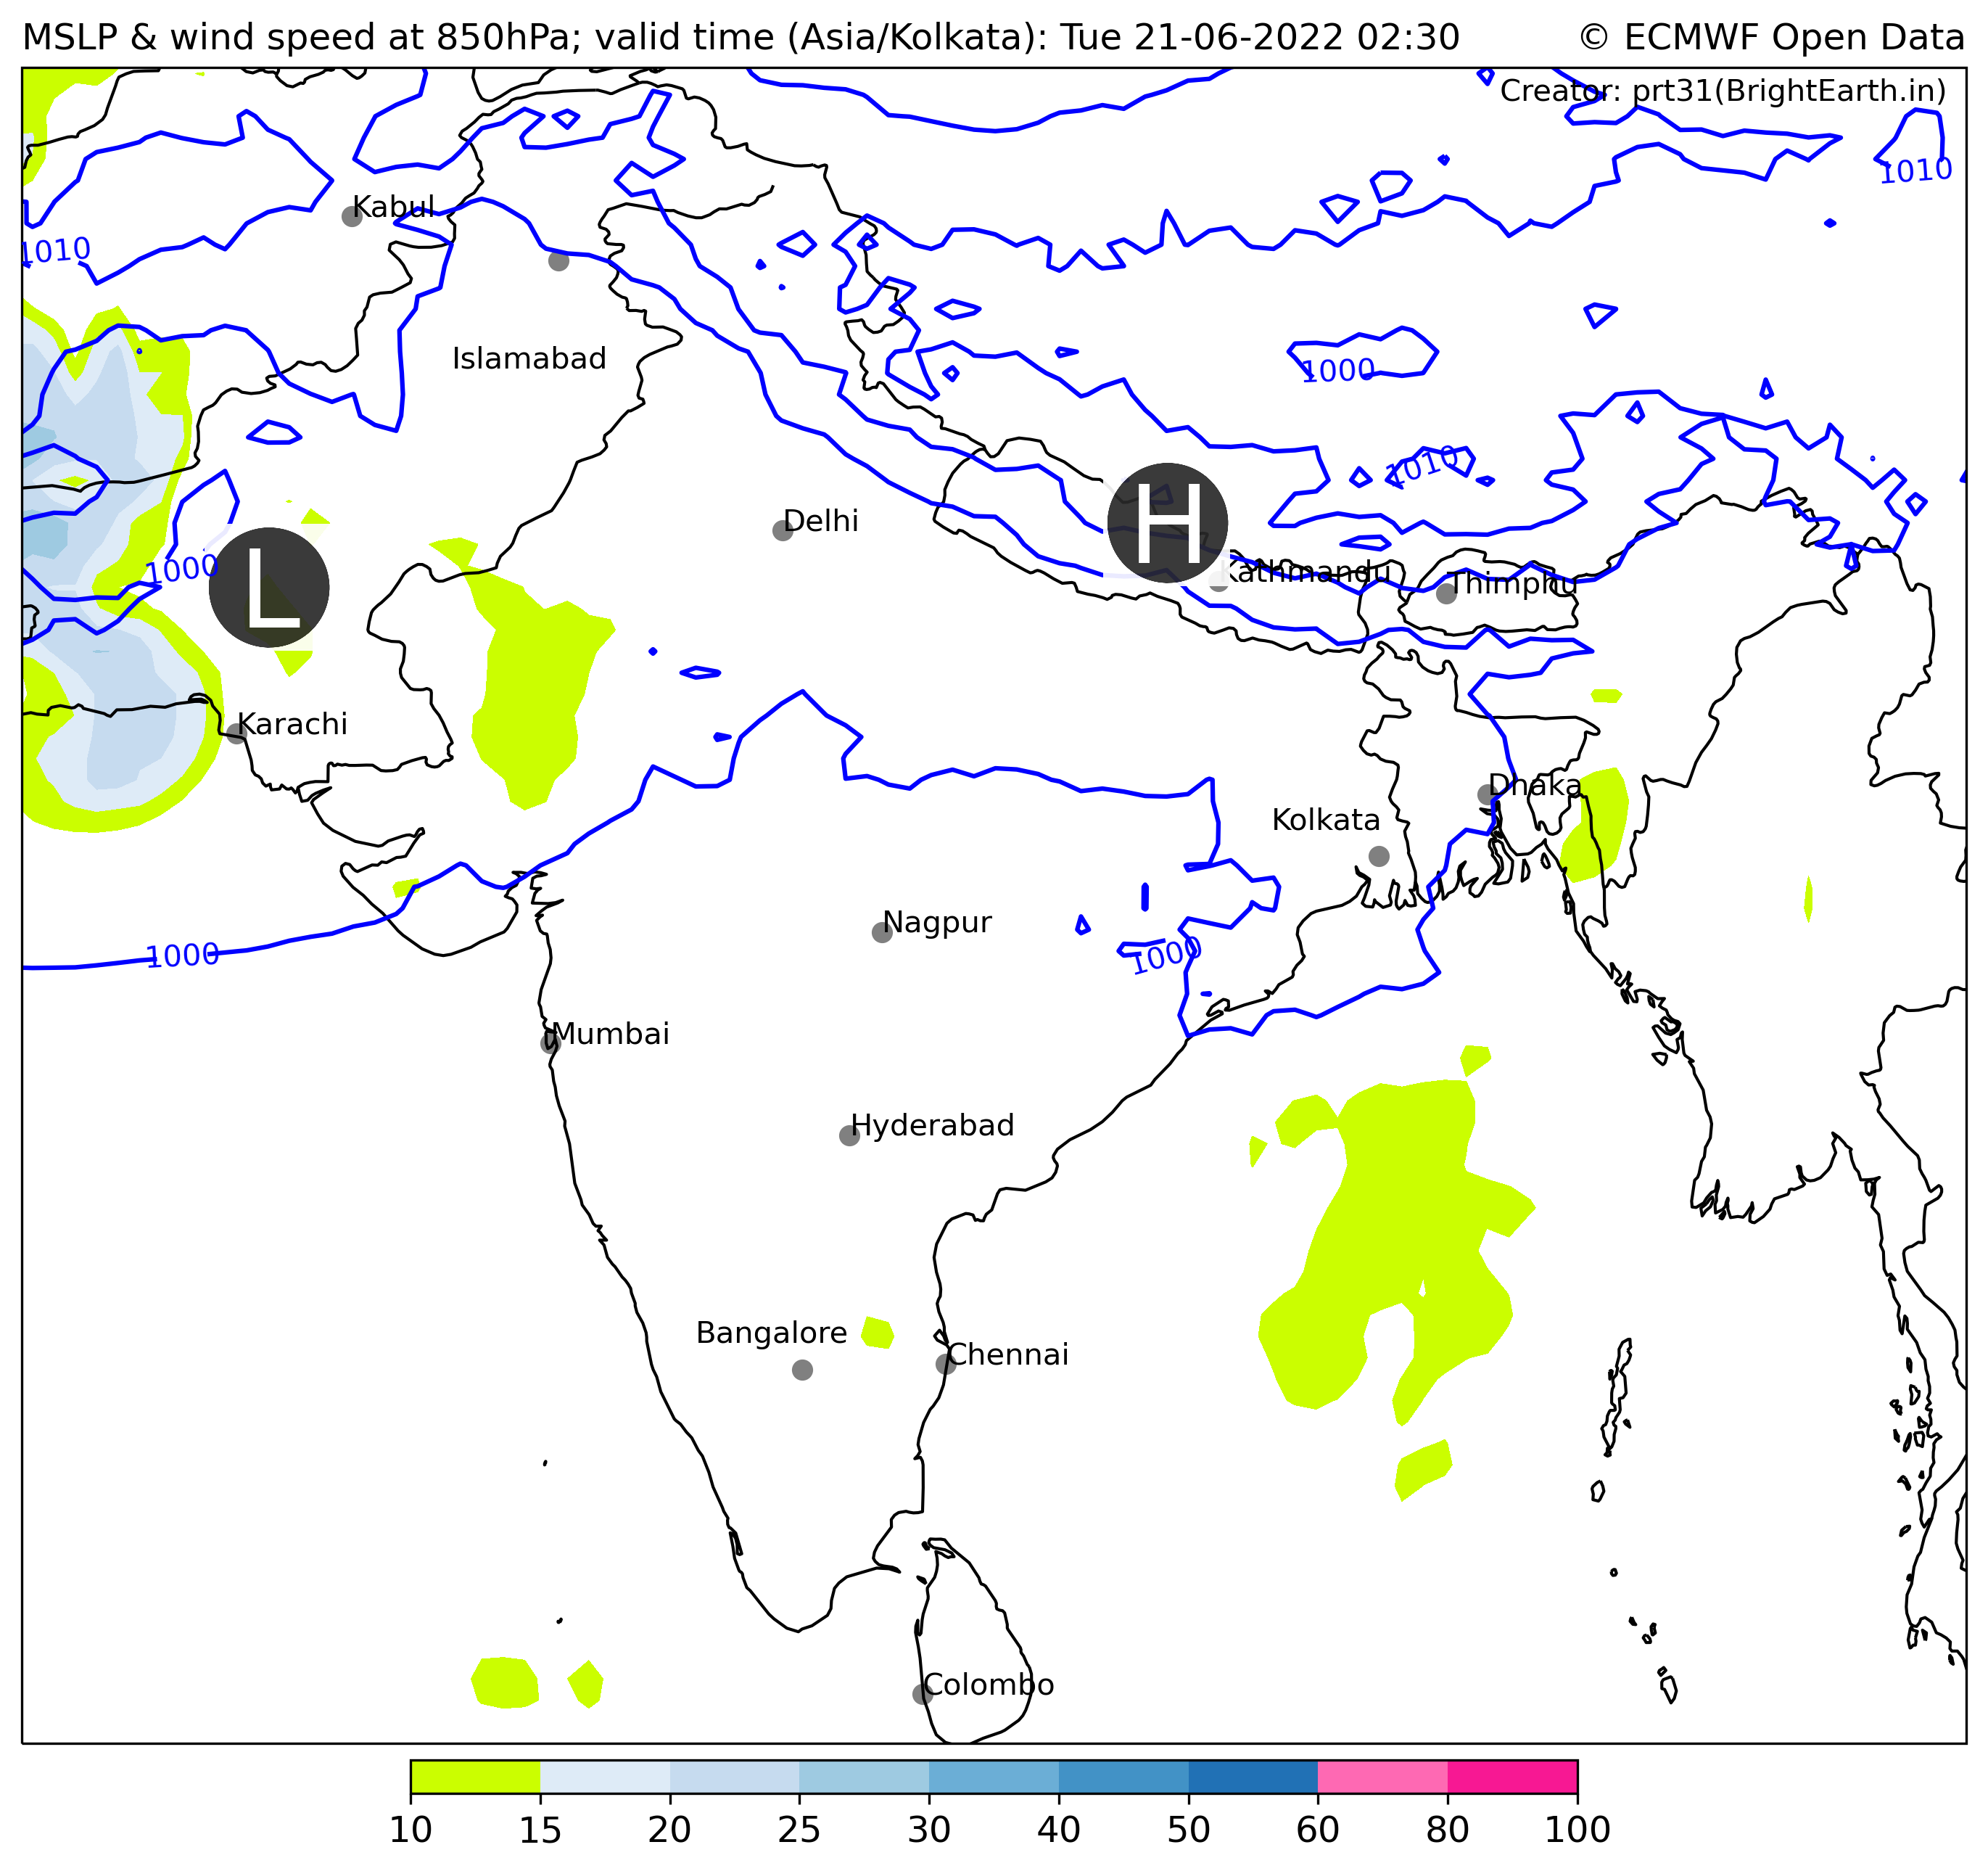 MSLP & wind speed at 850hPa; valid time (Asia/Kolkata): Tue 21-06-2022 02:30
© ECMWF Open Data
Creator: prt31(BrightEarth.in)
1010
Kabul
1010
Islamabad
1000
1010
Delhi
H
1000
L
Kathmandu
Thimphu
Karachi
Dhaka
Kolkata
Nagpur
1000
1000
Mumbai
Hyderabad
Bangalore
Chennai
Colombo
10 15 20 25 30 40 50 60 80 100